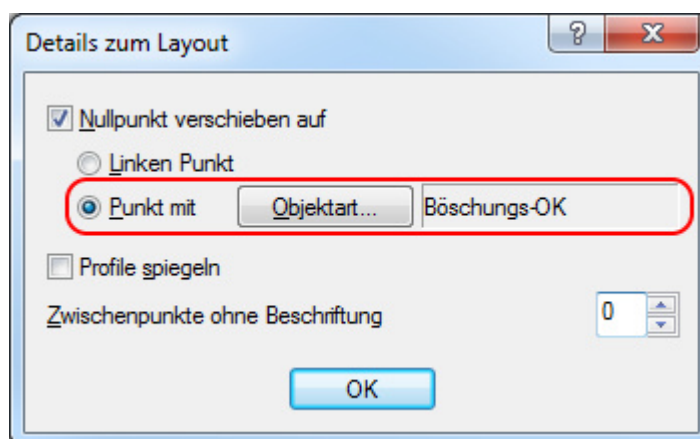 Details zum Layout
Nullpunkt verschieben auf
Linken Punkt
Punkt mit Objektart... Böschungs-OK
Profile spiegeln
Zwischenpunkte ohne Beschriftung 0
OK